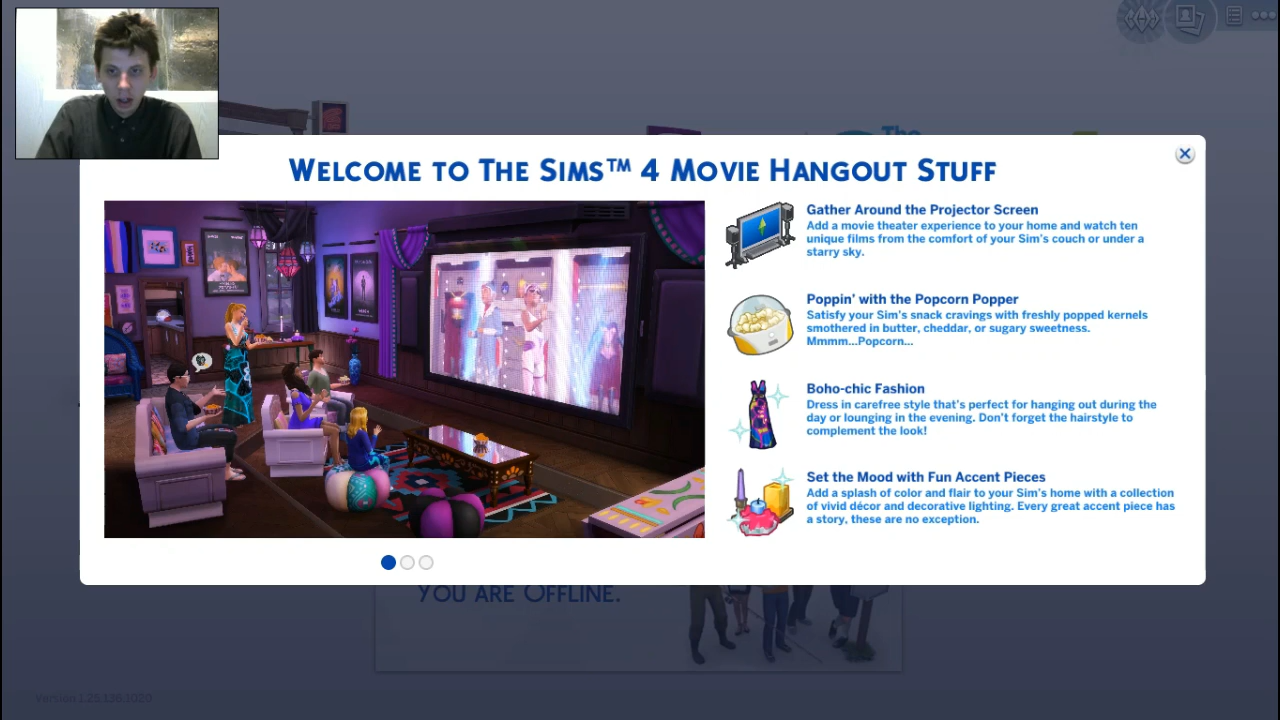 The
WELCOME TO THE SIMS™ 4 MOVIE HANGOUT STUFF
Gather Around the Projector Screen
Add a movie theater experience to your home and watch ten
unique films from the comfort of your Sim's couch or under a
starry sky.
Poppin' with the Popcorn Popper
Satisfy your Sim's snack cravings with freshly popped kernels
smothered in butter, cheddar, or sugary sweetness.
Mmmm...Popcorn...
Boho-chic Fashion
Dress in carefree style that's perfect for hanging out during the
day or lounging in the evening. Don't forget the hairstyle to
complement the look!
Set the Mood with Fun Accent Pieces
Add a splash of color and flair to your Sim's home with a collection
of vivid décor and decorative lighting. Every great accent piece has
a story, these are no exception.
YOU ARE OFFLINE.
Version